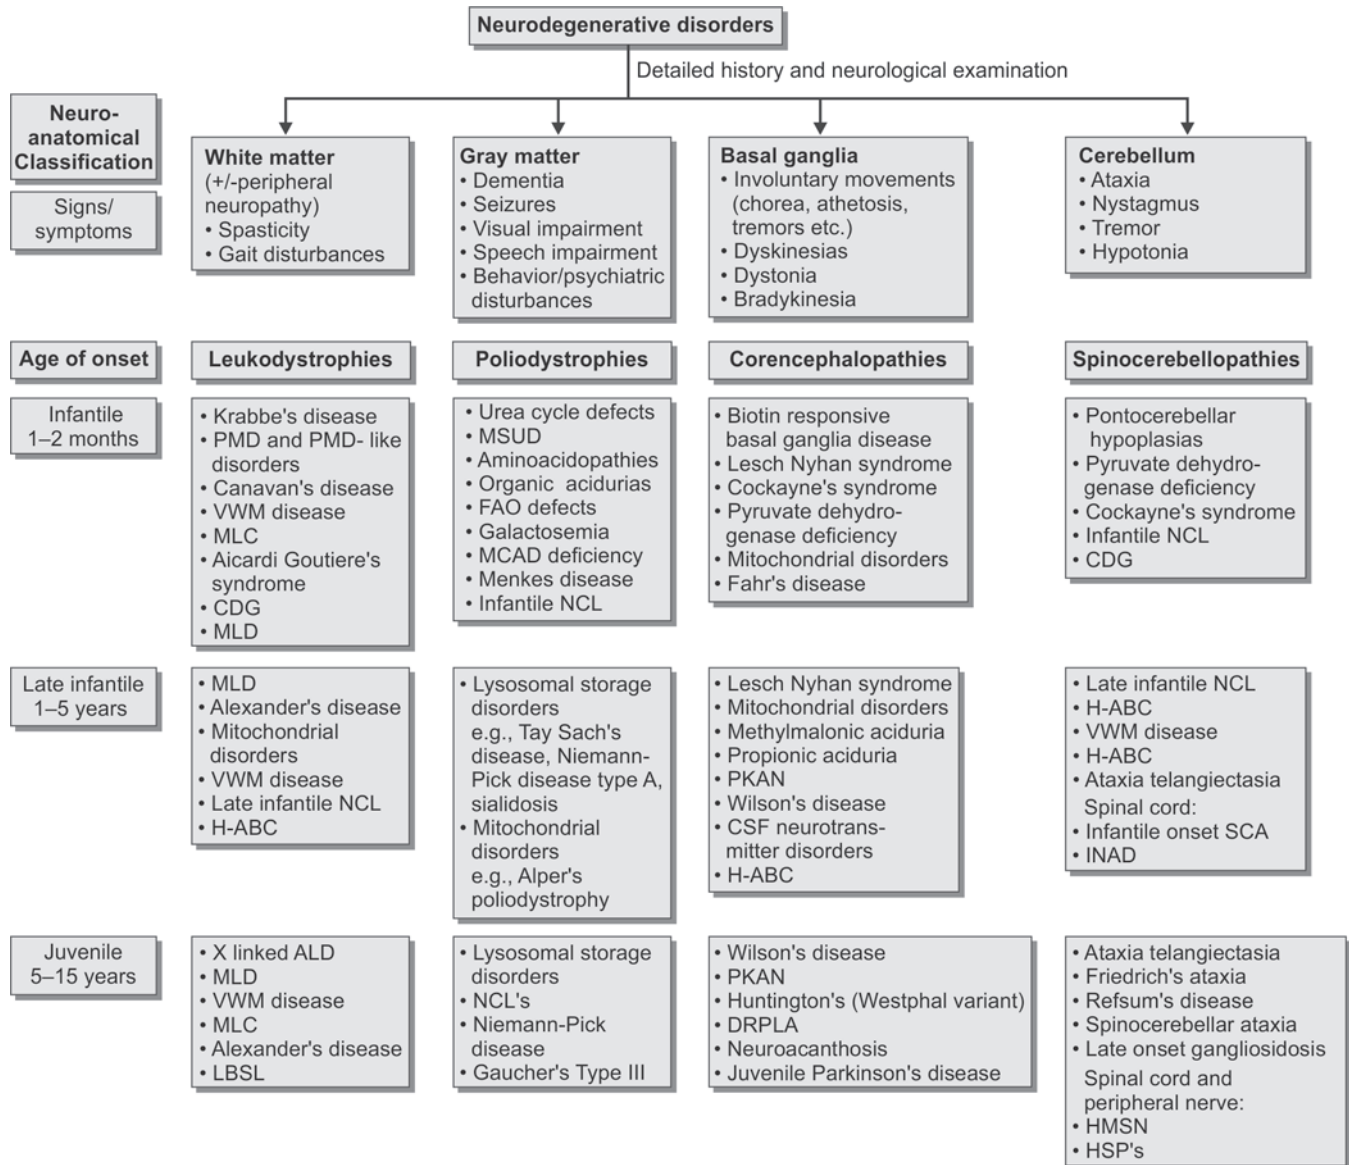 Neurodegenerative disorders
Detailed history and neurological examination
Neuro-
anatomical
Classification
Signs/
symptoms
White matter
(+/-peripheral
neuropathy)
• Spasticity
• Gait disturbances
Gray matter
• Dementia
• Seizures
• Visual impairment
• Speech impairment
• Behavior/psychiatric
disturbances
Basal ganglia
• Involuntary movements
(chorea, athetosis,
tremors etc.)
• Dyskinesias
• Dystonia
• Bradykinesia
Cerebellum
• Ataxia
• Nystagmus
• Tremor
• Hypotonia
Age of onset
Leukodystrophies
Poliodystrophies
Corencephalopathies
Spinocerebellopathies
Infantile
1–2 months
• Krabbe's disease
• PMD and PMD- like
disorders
• Canavan's disease
• VWM disease
• MLC
• Aicardi Goutiere's
syndrome
• CDG
• MLD
• Urea cycle defects
• MSUD
• Aminoacidopathies
• Organic acidurias
• FAO defects
• Galactosemia
• MCAD deficiency
• Menkes disease
• Infantile NCL
• Biotin responsive
basal ganglia disease
• Lesch Nyhan syndrome
• Cockayne's syndrome
• Pyruvate dehydro-
genase deficiency
• Mitochondrial disorders
• Fahr's disease
• Pontocerebellar
hypoplasias
• Pyruvate dehydro-
genase deficiency
• Cockayne's syndrome
• Infantile NCL
• CDG
Late infantile
1–5 years
• MLD
• Alexander's disease
• Mitochondrial
disorders
• VWM disease
• Late infantile NCL
• H-ABC
• Lysosomal storage
disorders
e.g., Tay Sach's
disease, Niemann-
Pick disease type A,
sialidosis
• Mitochondrial
disorders
e.g., Alper's
poliodystrophy
• Lesch Nyhan syndrome
• Mitochondrial disorders
• Methylmalonic aciduria
• Propionic aciduria
• PKAN
• Wilson's disease
• CSF neurotrans-
mitter disorders
• H-ABC
• Late infantile NCL
• H-ABC
• VWM disease
• H-ABC
• Ataxia telangiectasia
Spinal cord:
• Infantile onset SCA
• INAD
Juvenile
5–15 years
• X linked ALD
• MLD
• VWM disease
• MLC
• Alexander's disease
• LBSL
• Lysosomal storage
disorders
• NCL's
• Niemann-Pick
disease
• Gaucher's Type III
• Wilson's disease
• PKAN
• Huntington's (Westphal variant)
• DRPLA
• Neuroacanthosis
• Juvenile Parkinson's disease
• Ataxia telangiectasia
• Friedrich's ataxia
• Refsum's disease
• Spinocerebellar ataxia
• Late onset gangliosidosis
Spinal cord and
peripheral nerve:
• HMSN
• HSP's